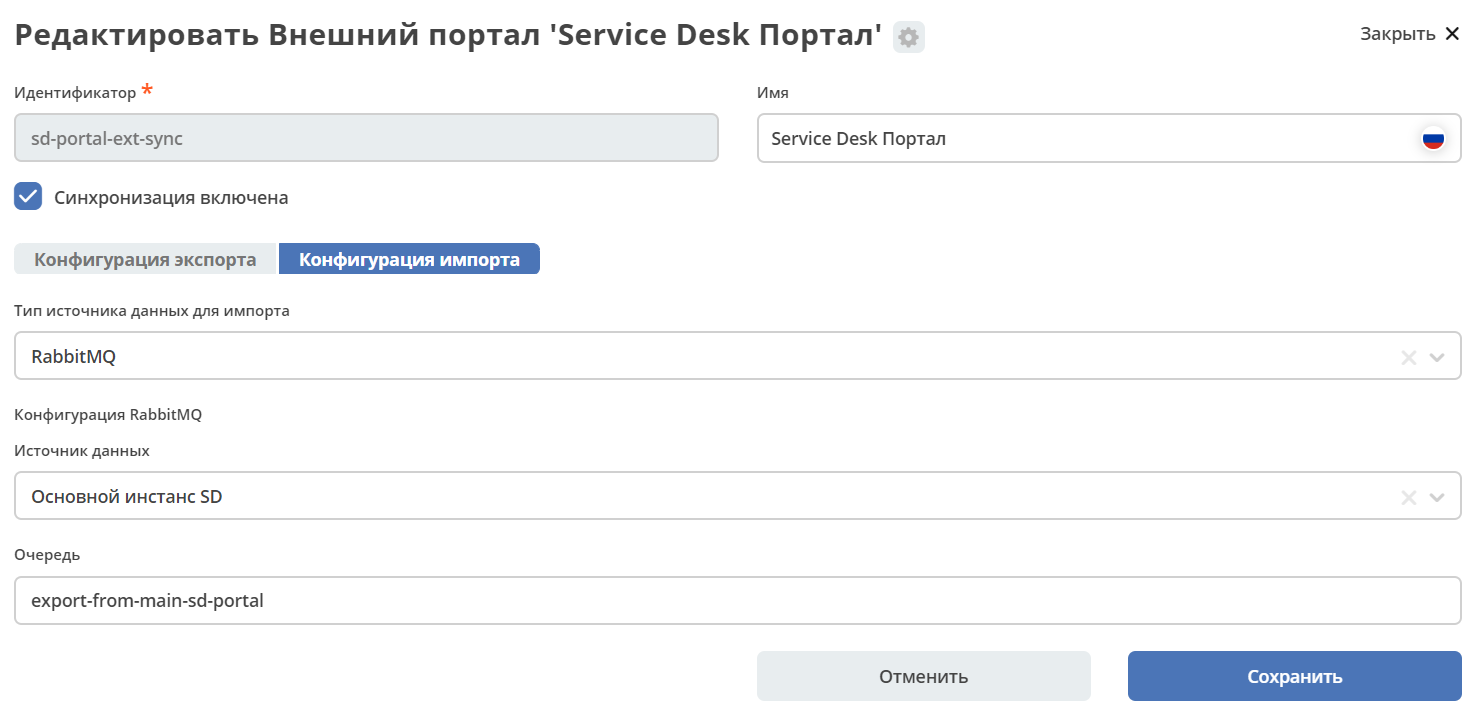 Редактировать Внешний портал 'Service Desk Портал'
Закрыть
Идентификатор *
Имя
sd-portal-ext-sync
Service Desk Портал
Синхронизация включена
Конфигурация экспорта
Конфигурация импорта
Тип источника данных для импорта
RabbitMQ
Конфигурация RabbitMQ
Источник данных
Основной инстанс SD
Очередь
export-from-main-sd-portal
Отменить
Сохранить